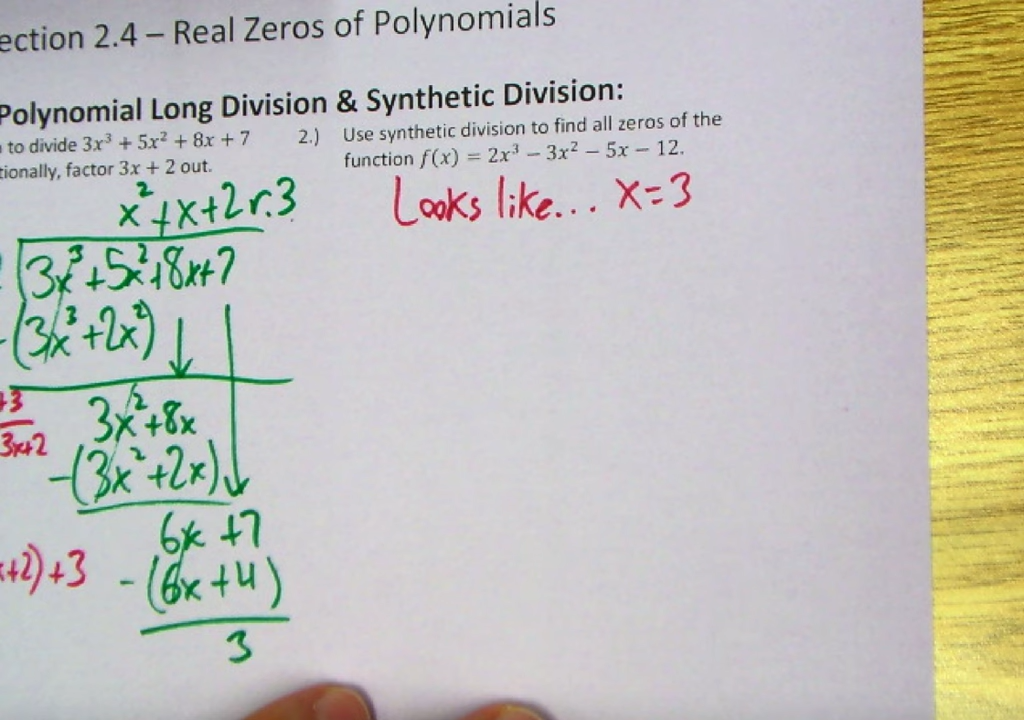 ection 2.4 – Real Zeros of Polynomials
Polynomial Long Division & Synthetic Division:
to divide 3x³ + 5x² + 8x + 7
tionally, factor 3x + 2 out.
x² + x + 2 r. 3
3x³ + 5x² + 8x + 7
-(3x³ + 2x²)
3x² + 8x
-(3x² + 2x)
6x + 7
-(6x + 4)
3
+3
3x+2
x+2) + 3
2.) Use synthetic division to find all zeros of the
function f(x) = 2x³ − 3x² − 5x − 12.
Looks like... x = 3